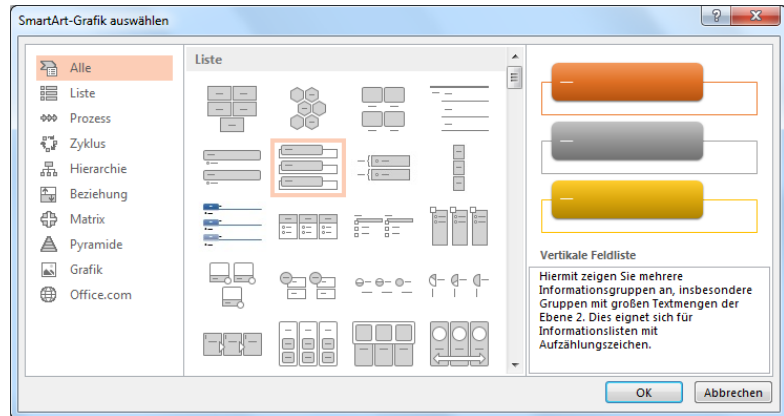 SmartArt-Grafik auswählen
Alle
Liste
Prozess
Zyklus
Hierarchie
Beziehung
Matrix
Pyramide
Grafik
Office.com
Liste
Vertikale Feldliste
Hiermit zeigen Sie mehrere
Informationsgruppen an, insbesondere
Gruppen mit großen Textmengen der
Ebene 2. Dies eignet sich für
Informationslisten mit
Aufzählungszeichen.
OK
Abbrechen